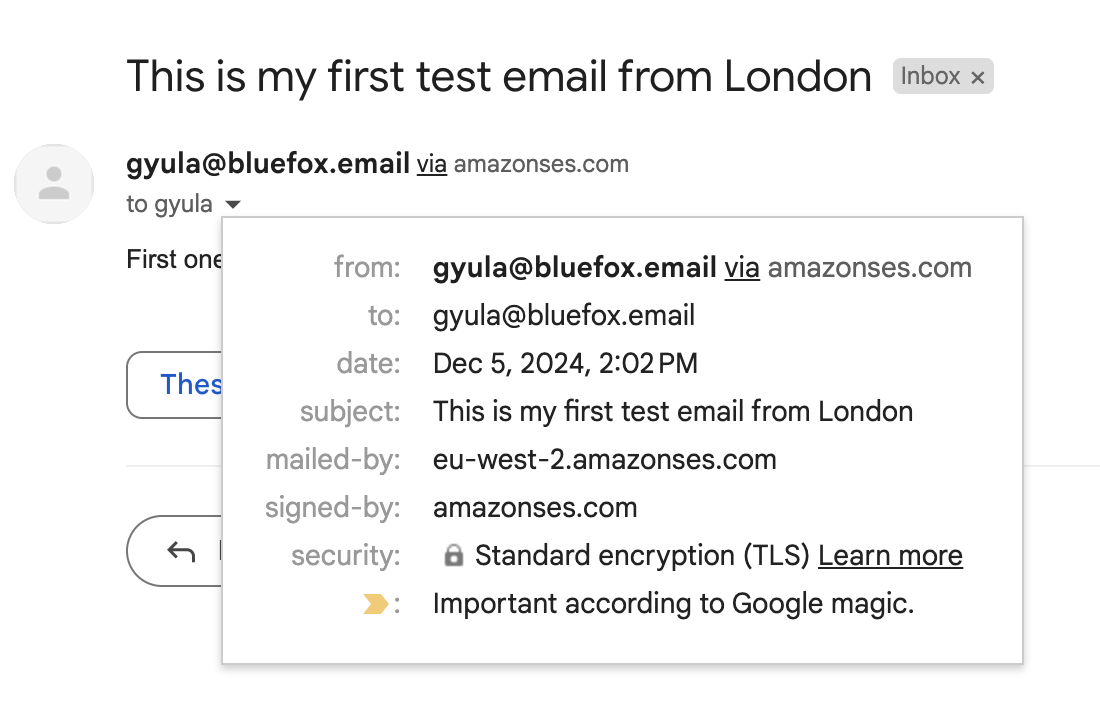 This is my first test email from London Inbox ×
gyula@bluefox.email via amazonses.com
to gyula
First one
from: gyula@bluefox.email via amazonses.com
to: gyula@bluefox.email
date: Dec 5, 2024, 2:02 PM
subject: This is my first test email from London
mailed-by: eu-west-2.amazonses.com
signed-by: amazonses.com
security: Standard encryption (TLS) Learn more
: Important according to Google magic.